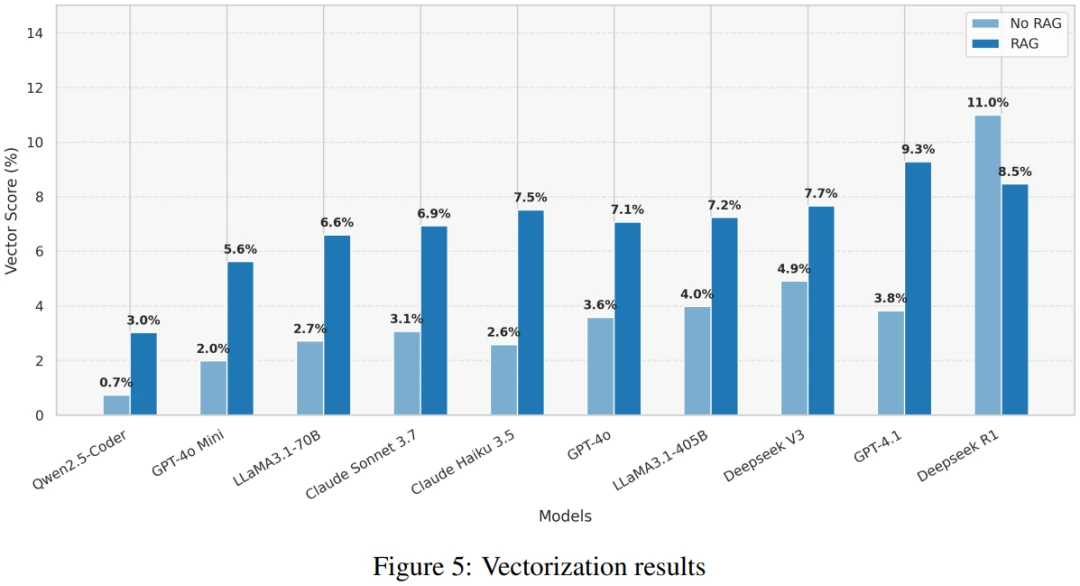 No RAG
RAG
Vector Score (%)
14
12
10
8
6
4
2
0
0.7%
3.0%
2.0%
5.6%
2.7%
6.6%
3.1%
6.9%
2.6%
7.5%
3.6%
7.1%
4.0%
7.2%
4.9%
7.7%
3.8%
9.3%
11.0%
8.5%
Qwen2.5-Coder
GPT-4o Mini
LLaMA3.1-70B
Claude Sonnet 3.7
Claude Haiku 3.5
GPT-4o
LLaMA3.1-405B
Deepseek V3
GPT-4.1
Deepseek R1
Models
Figure 5: Vectorization results